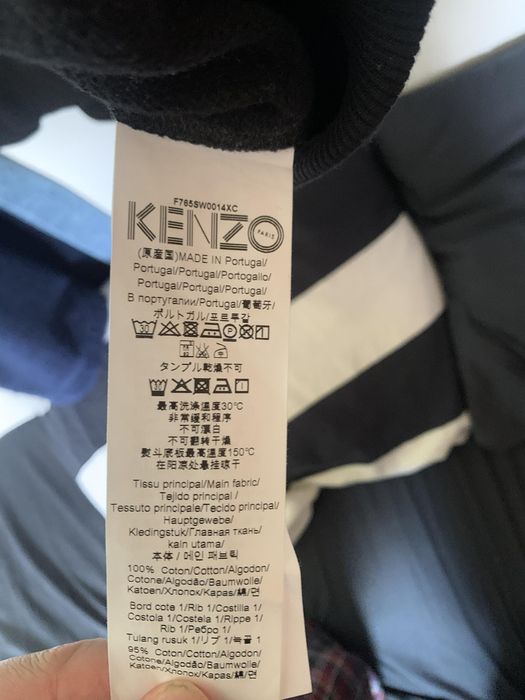 F765SW0014XC
KENZO
PARIS
(原産国)MADE IN Portugal/
Portugal/Portugal/Portogallo/
Portugal/Portugal/Portugal/
В португалии/Portugal/葡萄牙/
ポルトガル/포르투갈
タンブル乾燥不可
最高洗涤温度30℃
非常缓和程序
不可漂白
不可翻转干燥
熨斗底板最高温度150℃
在阴凉处悬挂晾干
Tissu principal/Main fabric/
Tejido principal /
Tessuto principale/Tecido principal/
Hauptgewebe/
Kledingstuk/Главная ткань/
kain utama/
本体 / 메인 패브릭
100% Coton/Cotton/Algodon/
Cotone/Algodão/Baumwolle/
Katoen/Хлопок/Kapas/綿/면
Bord cote 1/Rib 1/Costilla 1/
Costola 1/Costela 1/Rippe 1/
Rib 1/Ребро 1/
Tulang rusuk 1/リブ 1/늑골 1
95% Coton/Cotton/Algodon/
Cotone/Algodão/Baumwolle/
Katoen/Хлопок/Kapas/綿/면